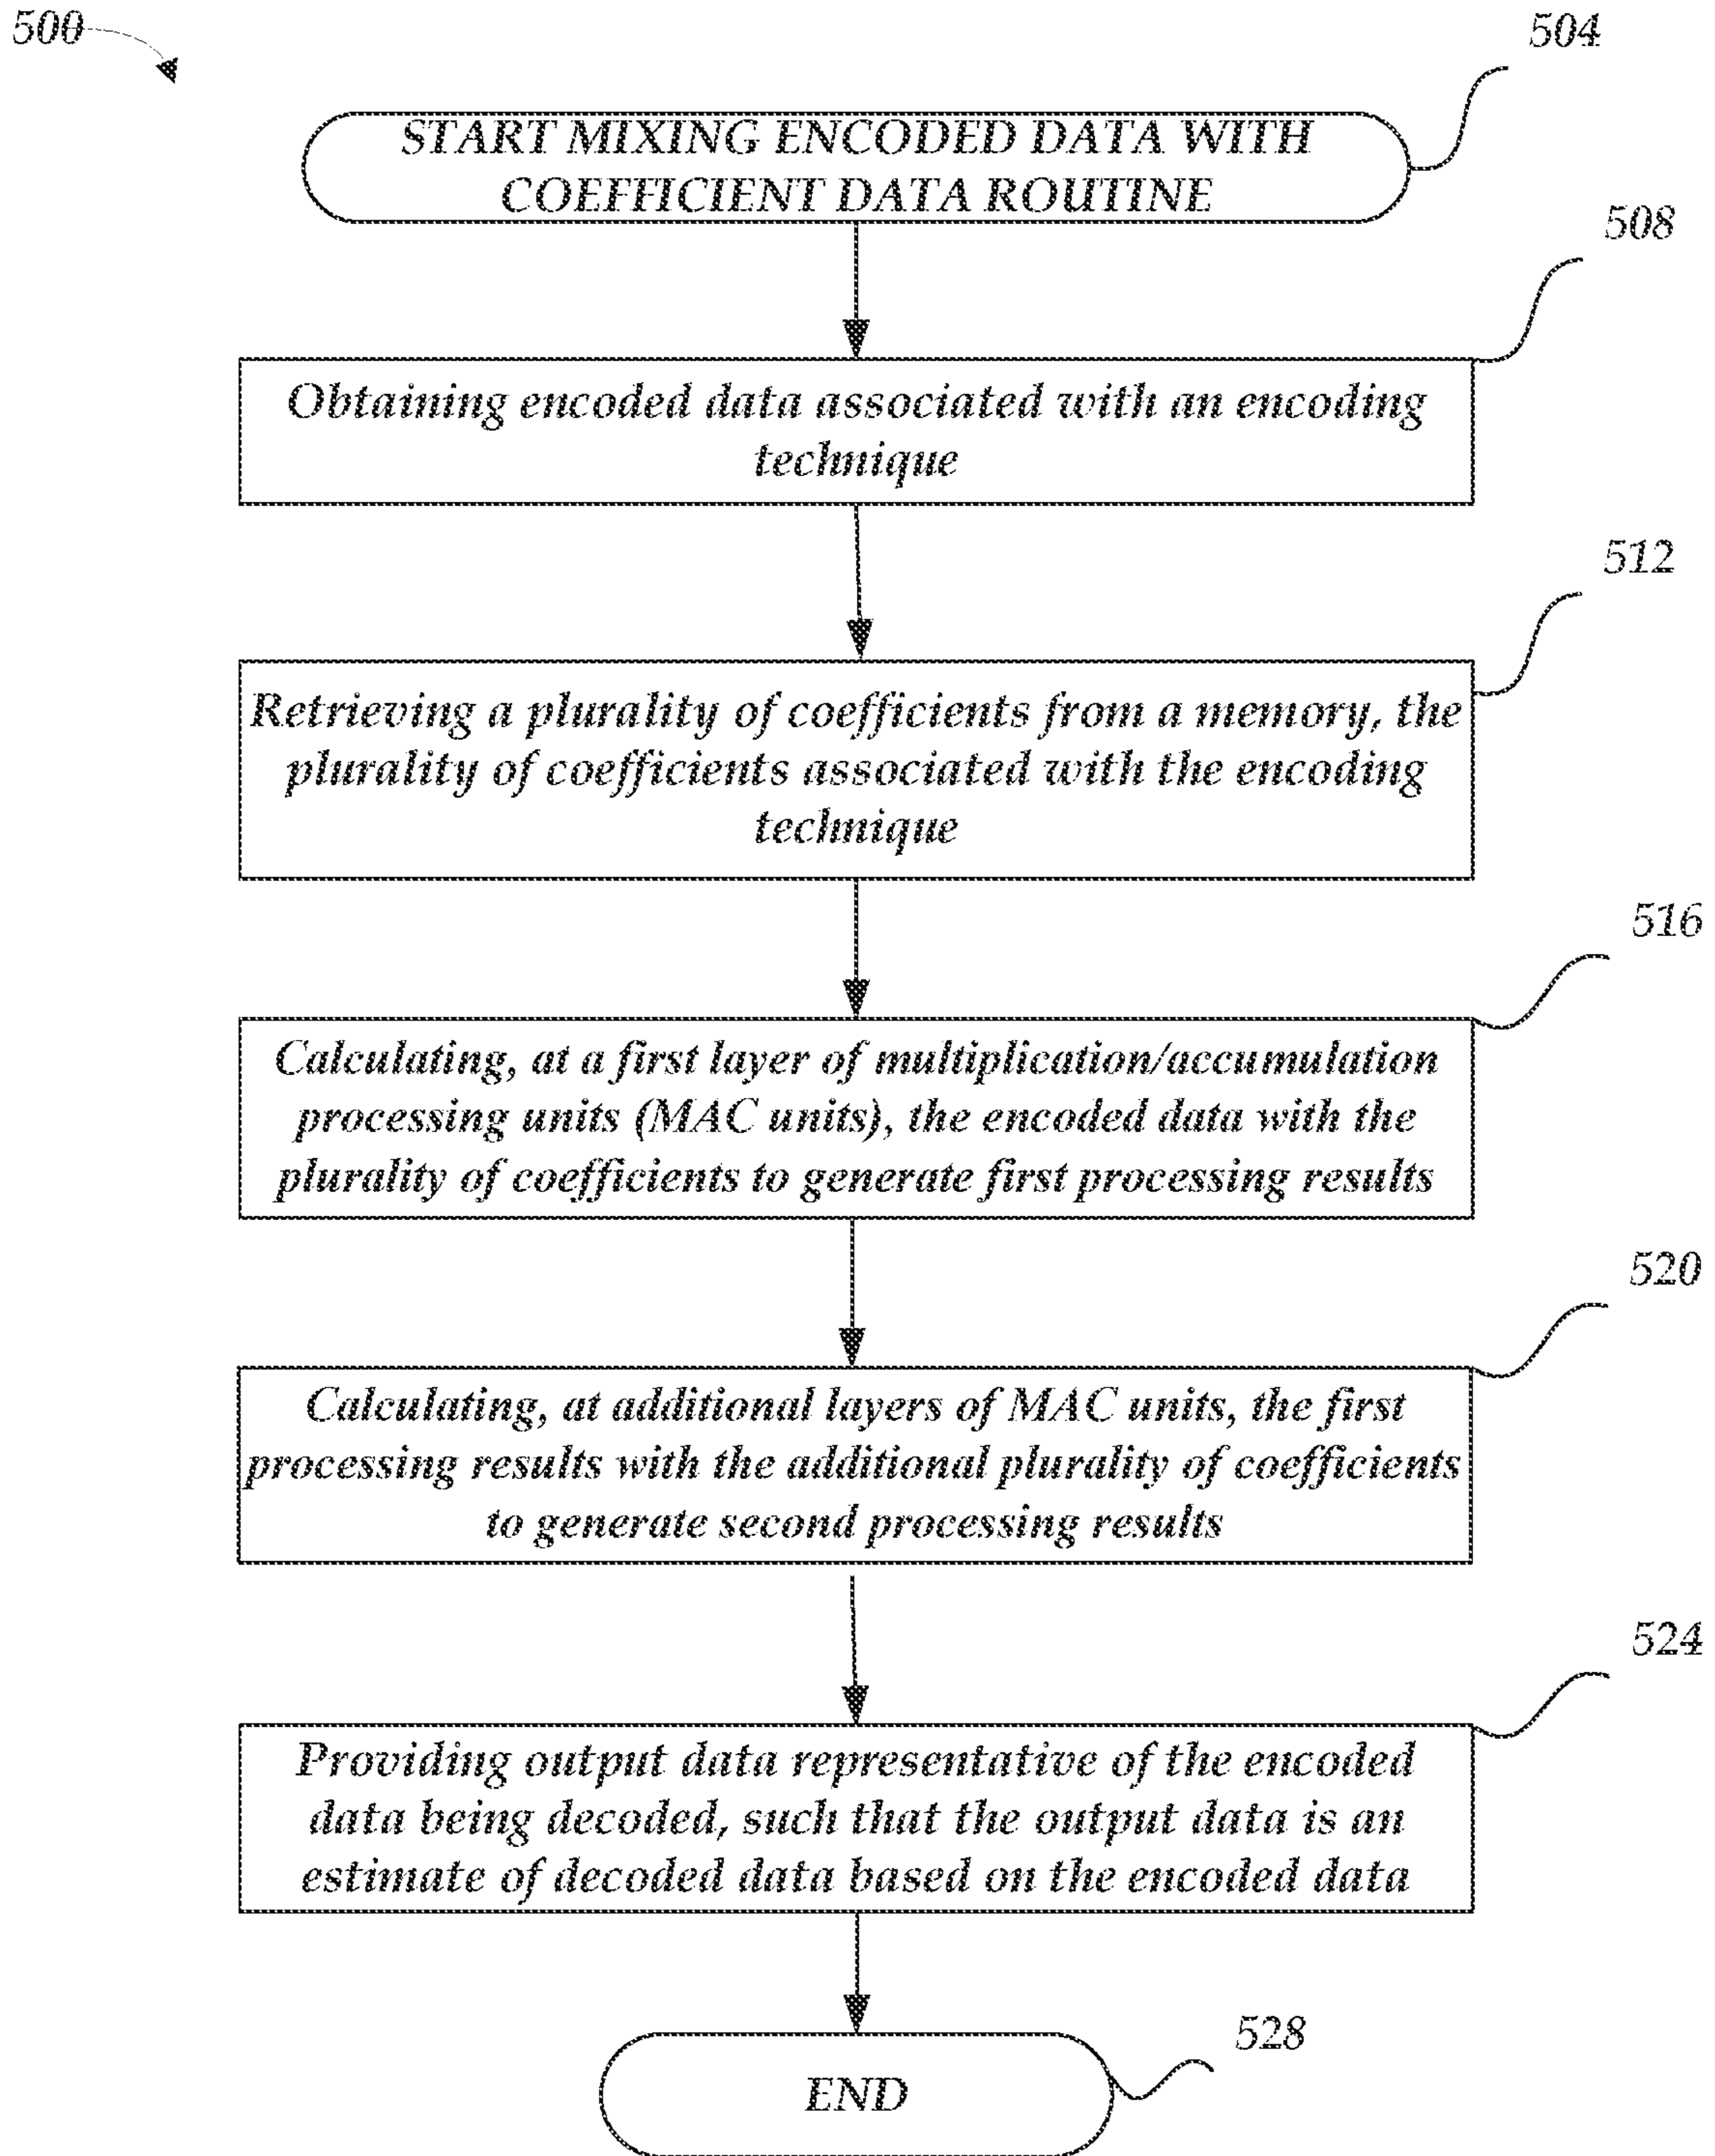 500
504
START MIXING ENCODED DATA WITH
COEFFICIENT DATA ROUTINE
508
Obtaining encoded data associated with an encoding
technique
512
Retrieving a plurality of coefficients from a memory, the
plurality of coefficients associated with the encoding
technique
516
Calculating, at a first layer of multiplication/accumulation
processing units (MAC units), the encoded data with the
plurality of coefficients to generate first processing results
520
Calculating, at additional layers of MAC units, the first
processing results with the additional plurality of coefficients
to generate second processing results
524
Providing output data representative of the encoded
data being decoded, such that the output data is an
estimate of decoded data based on the encoded data
528
END